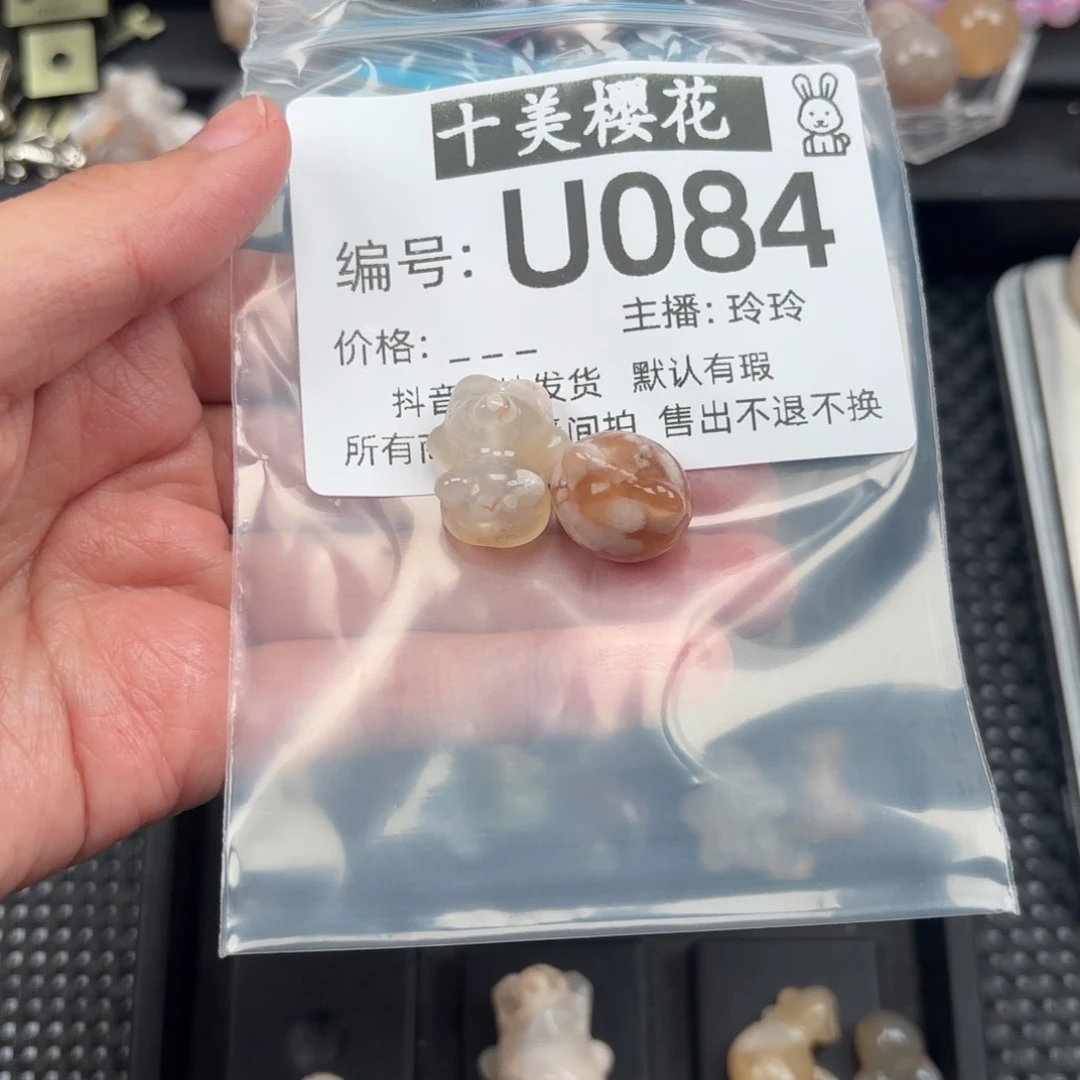 十美樱花
编号: U084
价格: _ _ _ 主播: 玲玲
抖音 发货 默认有瑕
所有 间拍 售出不退不换